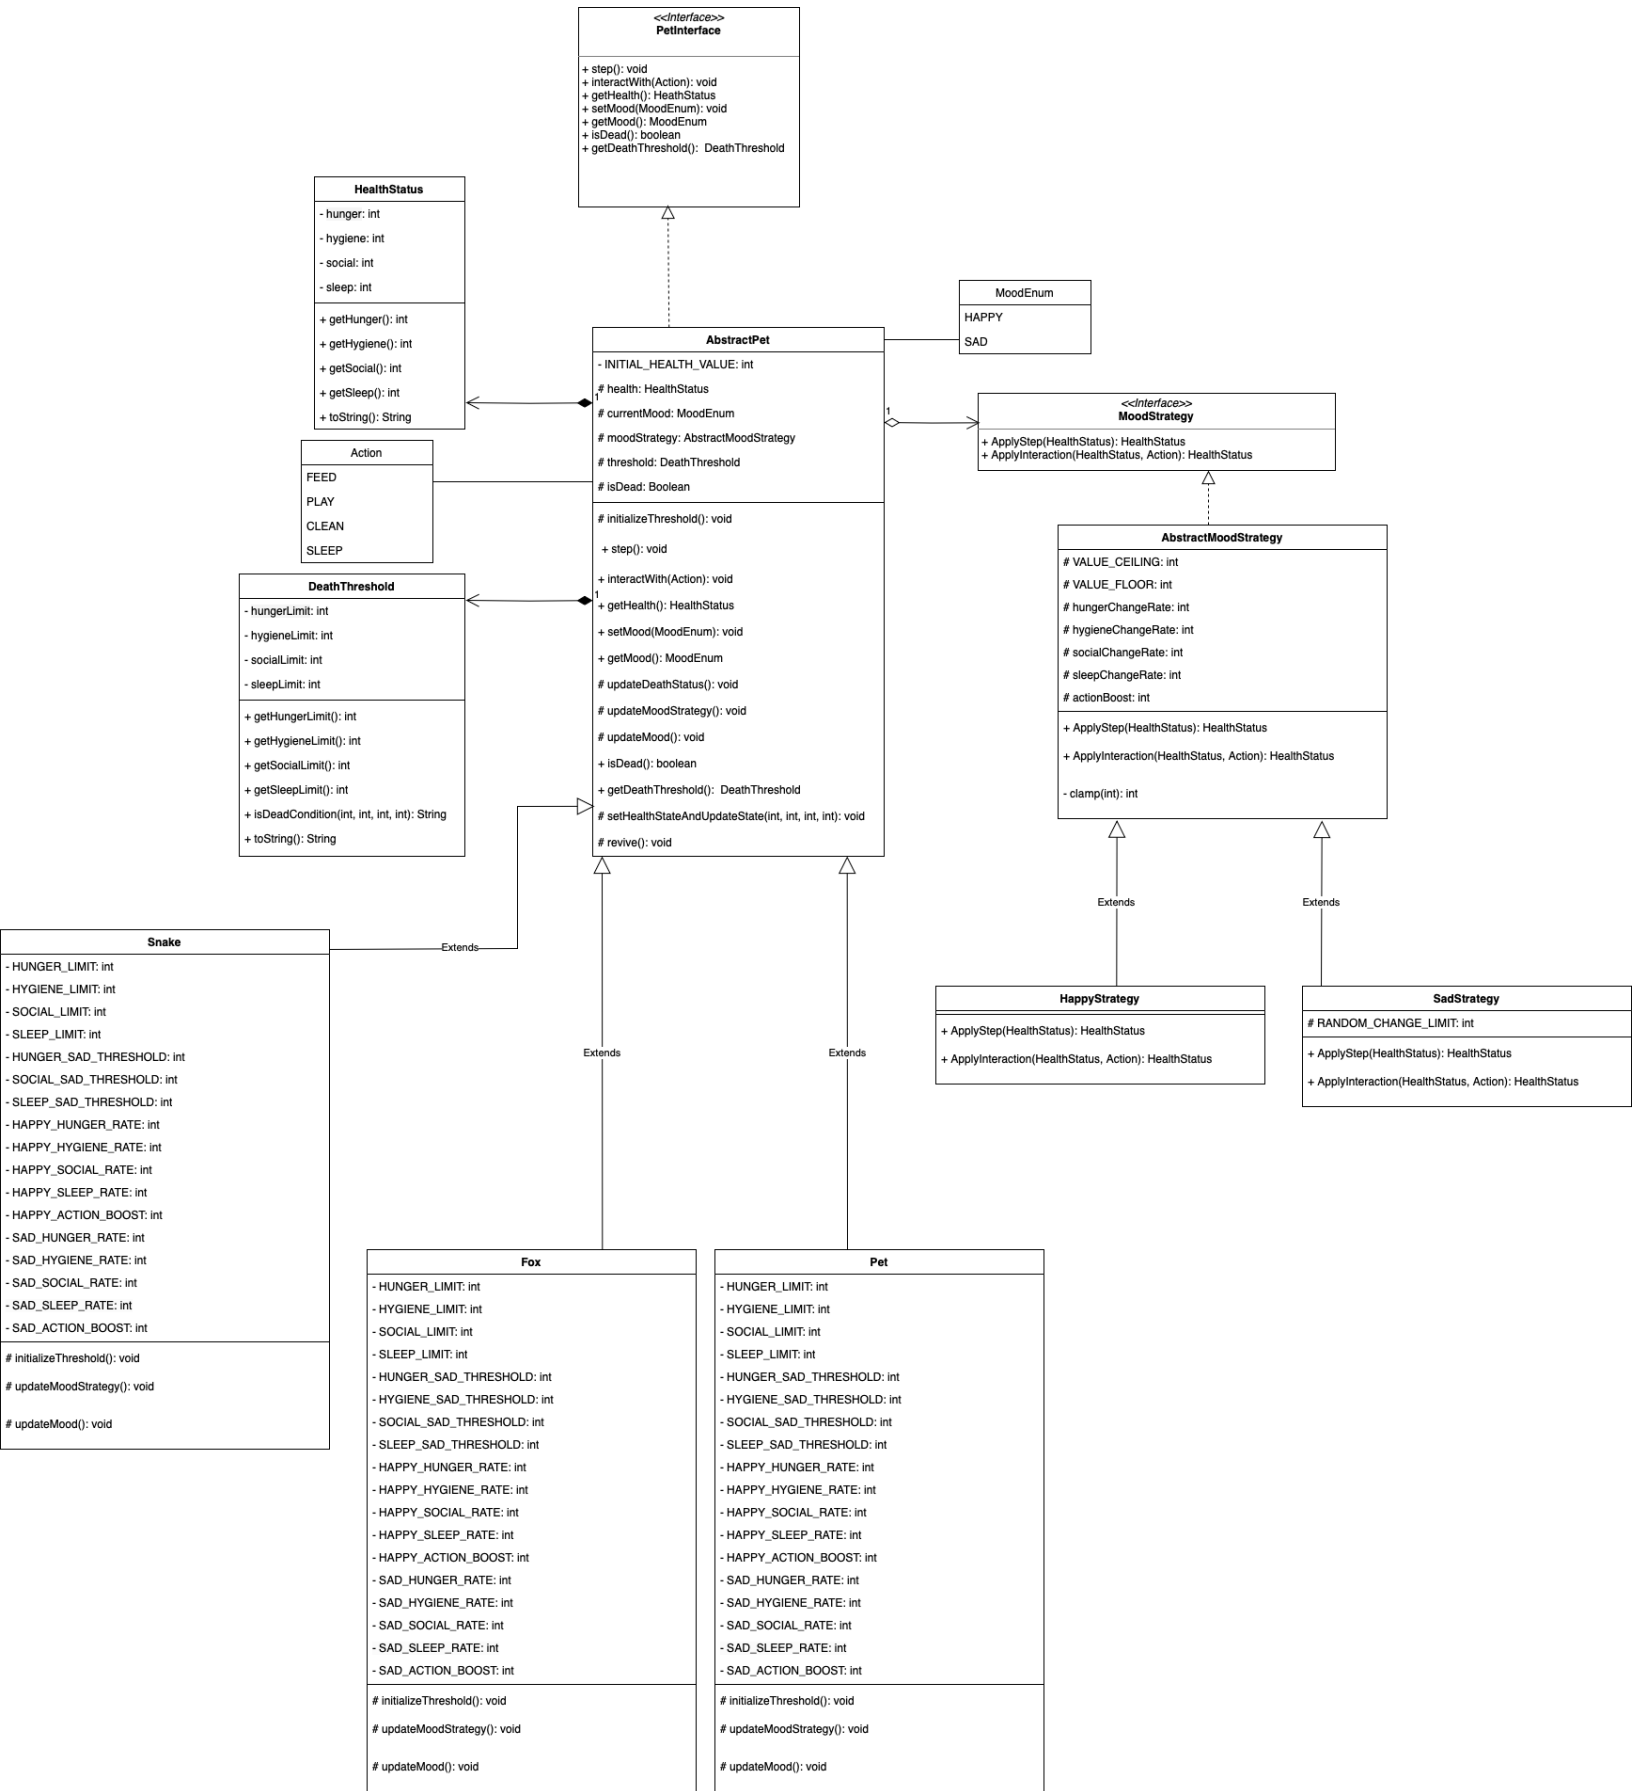 <<Interface>>
PetInterface
+ step(): void
+ interactWith(Action): void
+ getHealth(): HeathStatus
+ setMood(MoodEnum): void
+ getMood(): MoodEnum
+ isDead(): boolean
+ getDeathThreshold():  DeathThreshold
HealthStatus
- hunger: int
- hygiene: int
- social: int
- sleep: int
+ getHunger(): int
+ getHygiene(): int
+ getSocial(): int
+ getSleep(): int
+ toString(): String
Action
FEED
PLAY
CLEAN
SLEEP
DeathThreshold
- hungerLimit: int
- hygieneLimit: int
- socialLimit: int
- sleepLimit: int
+ getHungerLimit(): int
+ getHygieneLimit(): int
+ getSocialLimit(): int
+ getSleepLimit(): int
+ isDeadCondition(int, int, int, int): String
+ toString(): String
AbstractPet
- INITIAL_HEALTH_VALUE: int
# health: HealthStatus
# currentMood: MoodEnum
# moodStrategy: AbstractMoodStrategy
# threshold: DeathThreshold
# isDead: Boolean
# initializeThreshold(): void
+ step(): void
+ interactWith(Action): void
+ getHealth(): HealthStatus
+ setMood(MoodEnum): void
+ getMood(): MoodEnum
# updateDeathStatus(): void
# updateMoodStrategy(): void
# updateMood(): void
+ isDead(): boolean
+ getDeathThreshold():  DeathThreshold
# setHealthStateAndUpdateState(int, int, int, int): void
# revive(): void
1
1
1
MoodEnum
HAPPY
SAD
<<Interface>>
MoodStrategy
+ ApplyStep(HealthStatus): HealthStatus
+ ApplyInteraction(HealthStatus, Action): HealthStatus
AbstractMoodStrategy
# VALUE_CEILING: int
# VALUE_FLOOR: int
# hungerChangeRate: int
# hygieneChangeRate: int
# socialChangeRate: int
# sleepChangeRate: int
# actionBoost: int
+ ApplyStep(HealthStatus): HealthStatus
+ ApplyInteraction(HealthStatus, Action): HealthStatus
- clamp(int): int
Extends
Extends
HappyStrategy
+ ApplyStep(HealthStatus): HealthStatus
+ ApplyInteraction(HealthStatus, Action): HealthStatus
SadStrategy
# RANDOM_CHANGE_LIMIT: int
+ ApplyStep(HealthStatus): HealthStatus
+ ApplyInteraction(HealthStatus, Action): HealthStatus
Extends
Extends
Extends
Snake
- HUNGER_LIMIT: int
- HYGIENE_LIMIT: int
- SOCIAL_LIMIT: int
- SLEEP_LIMIT: int
- HUNGER_SAD_THRESHOLD: int
- SOCIAL_SAD_THRESHOLD: int
- SLEEP_SAD_THRESHOLD: int
- HAPPY_HUNGER_RATE: int
- HAPPY_HYGIENE_RATE: int
- HAPPY_SOCIAL_RATE: int
- HAPPY_SLEEP_RATE: int
- HAPPY_ACTION_BOOST: int
- SAD_HUNGER_RATE: int
- SAD_HYGIENE_RATE: int
- SAD_SOCIAL_RATE: int
- SAD_SLEEP_RATE: int
- SAD_ACTION_BOOST: int
# initializeThreshold(): void
# updateMoodStrategy(): void
# updateMood(): void
Fox
- HUNGER_LIMIT: int
- HYGIENE_LIMIT: int
- SOCIAL_LIMIT: int
- SLEEP_LIMIT: int
- HUNGER_SAD_THRESHOLD: int
- HYGIENE_SAD_THRESHOLD: int
- SOCIAL_SAD_THRESHOLD: int
- SLEEP_SAD_THRESHOLD: int
- HAPPY_HUNGER_RATE: int
- HAPPY_HYGIENE_RATE: int
- HAPPY_SOCIAL_RATE: int
- HAPPY_SLEEP_RATE: int
- HAPPY_ACTION_BOOST: int
- SAD_HUNGER_RATE: int
- SAD_HYGIENE_RATE: int
- SAD_SOCIAL_RATE: int
- SAD_SLEEP_RATE: int
- SAD_ACTION_BOOST: int
# initializeThreshold(): void
# updateMoodStrategy(): void
# updateMood(): void
Pet
- HUNGER_LIMIT: int
- HYGIENE_LIMIT: int
- SOCIAL_LIMIT: int
- SLEEP_LIMIT: int
- HUNGER_SAD_THRESHOLD: int
- HYGIENE_SAD_THRESHOLD: int
- SOCIAL_SAD_THRESHOLD: int
- SLEEP_SAD_THRESHOLD: int
- HAPPY_HUNGER_RATE: int
- HAPPY_HYGIENE_RATE: int
- HAPPY_SOCIAL_RATE: int
- HAPPY_SLEEP_RATE: int
- HAPPY_ACTION_BOOST: int
- SAD_HUNGER_RATE: int
- SAD_HYGIENE_RATE: int
- SAD_SOCIAL_RATE: int
- SAD_SLEEP_RATE: int
- SAD_ACTION_BOOST: int
# initializeThreshold(): void
# updateMoodStrategy(): void
# updateMood(): void